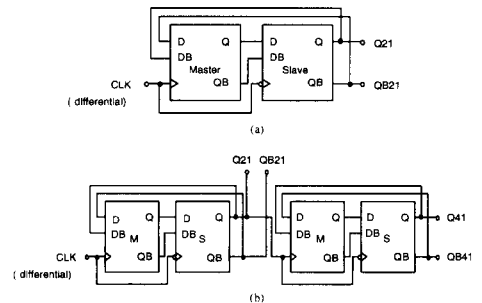 D Q D Q Q21
DB DB
Master Slave
CLK QB QB QB21
( differential)
(a)
Q21 QB21
D Q D Q D Q D Q Q41
DB M DB S DB M DB S
CLK QB QB QB QB QB41
( differential)
(b)